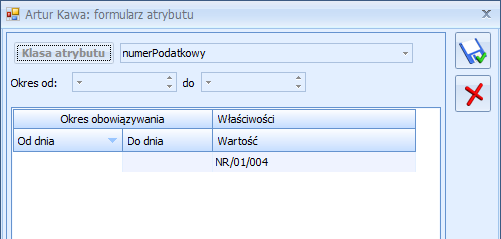 Artur Kawa: formularz atrybutu
Klasa atrybutu numerPodatkowy
Okres od: - do -
Okres obowiązywania Właściwości
Od dnia Do dnia Wartość
NR/01/004